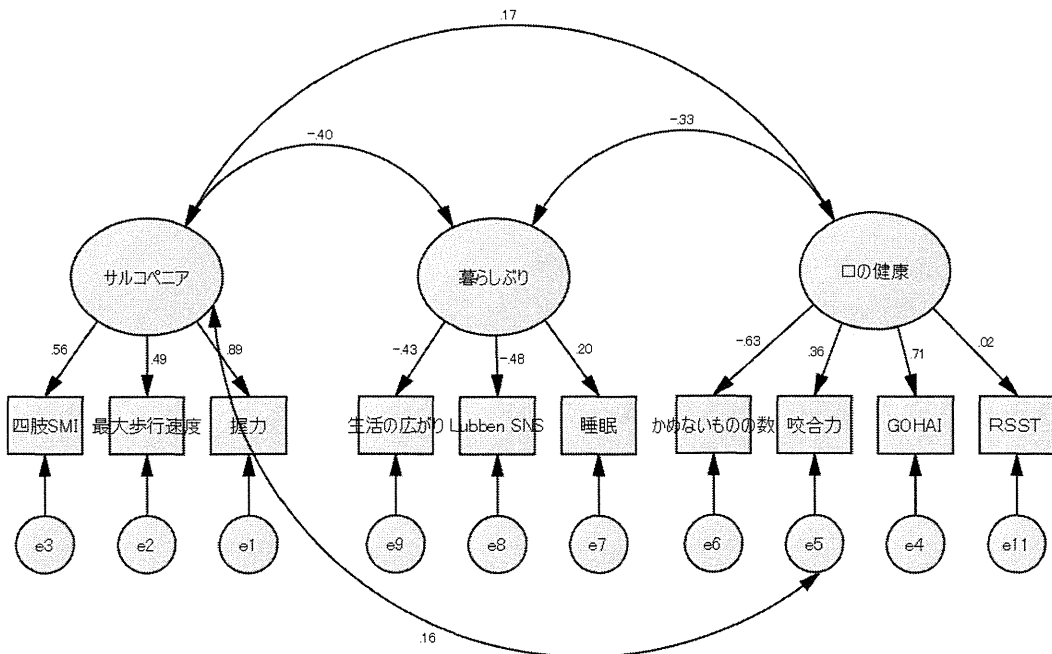 .17
-.40
-.33
サルコペニア
暮らしぶり
口の健康
.56
.49
.89
-.43
-.48
.20
-.63
.36
.71
.02
四肢SMI
最大歩行速度
握力
生活の広がり
Lubben SNS
睡眠
かめないものの数
咬合力
GOHAI
RSST
e3
e2
e1
e9
e8
e7
e6
e5
e4
e11
.16